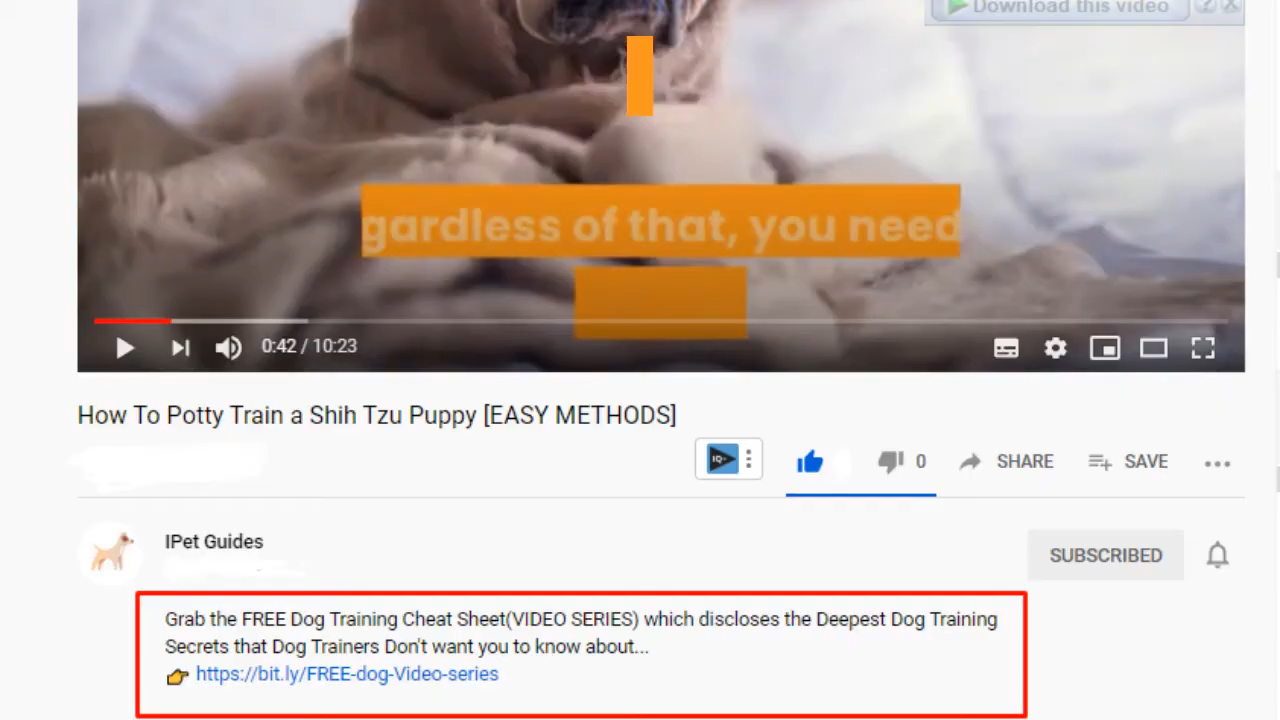 Download this video
gardless of that, you need
0:42 / 10:23
How To Potty Train a Shih Tzu Puppy [EASY METHODS]
IQ
0
SHARE
SAVE
IPet Guides
SUBSCRIBED
Grab the FREE Dog Training Cheat Sheet(VIDEO SERIES) which discloses the Deepest Dog Training
Secrets that Dog Trainers Don't want you to know about...
https://bit.ly/FREE-dog-Video-series